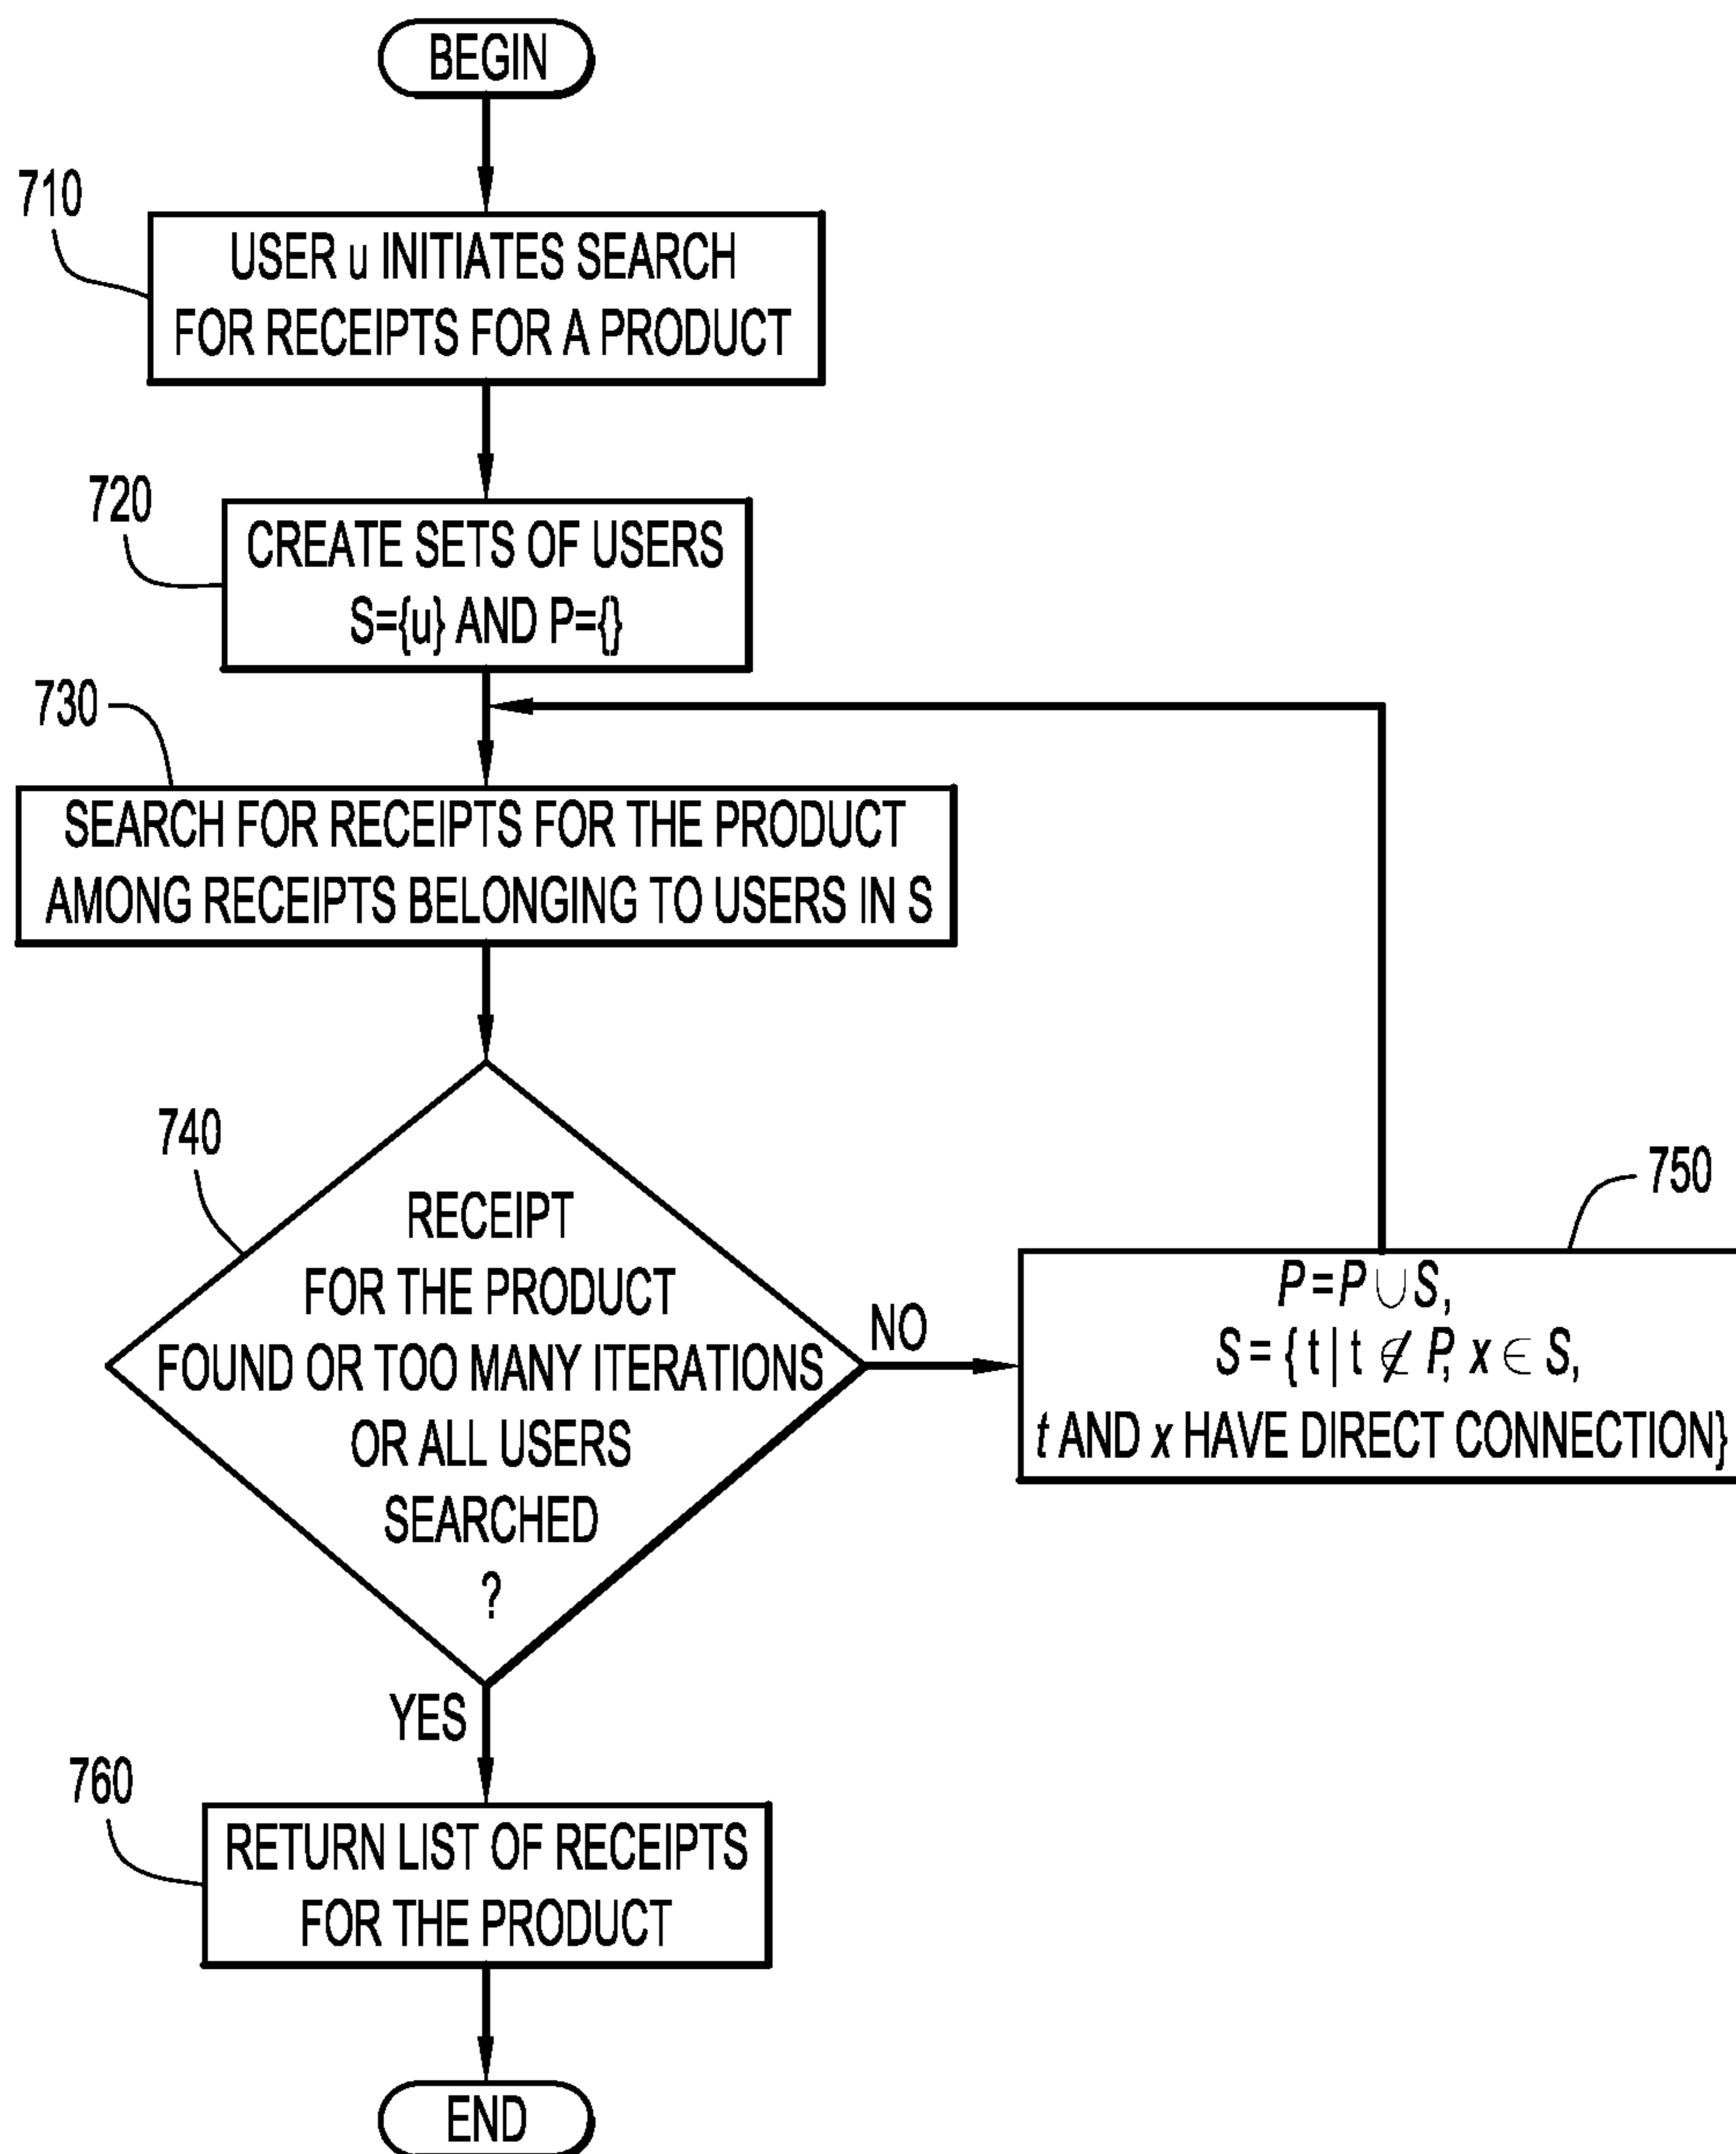 BEGIN
710
USER u INITIATES SEARCH
FOR RECEIPTS FOR A PRODUCT
720
CREATE SETS OF USERS
S={u} AND P={}
730
SEARCH FOR RECEIPTS FOR THE PRODUCT
AMONG RECEIPTS BELONGING TO USERS IN S
740
RECEIPT
FOR THE PRODUCT
FOUND OR TOO MANY ITERATIONS
OR ALL USERS
SEARCHED
?
NO
750
P=P∪S,
S={t|t∉P, x∈S,
t AND x HAVE DIRECT CONNECTION}
YES
760
RETURN LIST OF RECEIPTS
FOR THE PRODUCT
END